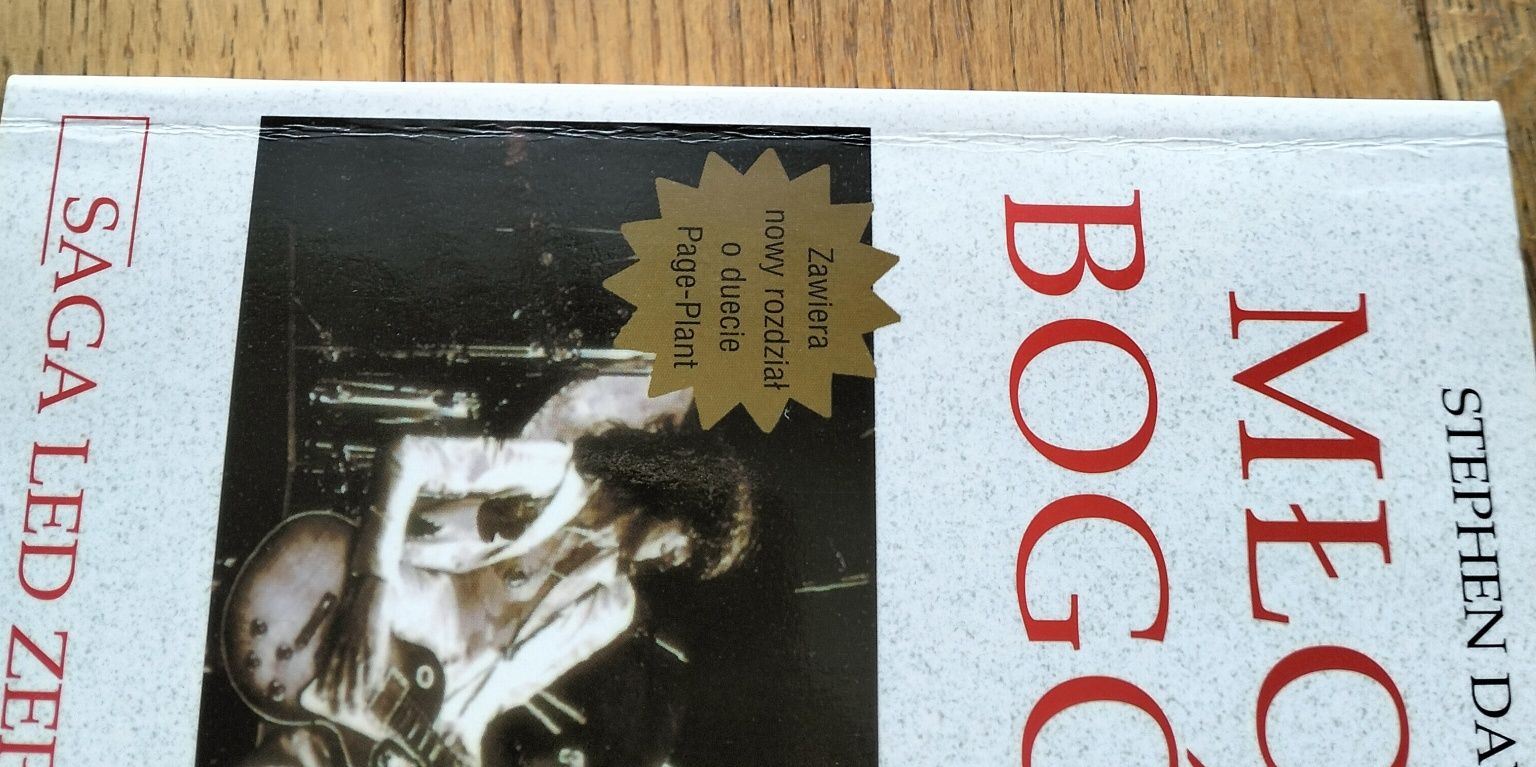 STEPHEN DA
MŁO
BOGÓ
Zawiera
nowy rozdział
o duecie
Page-Plant
SAGA LED ZEP